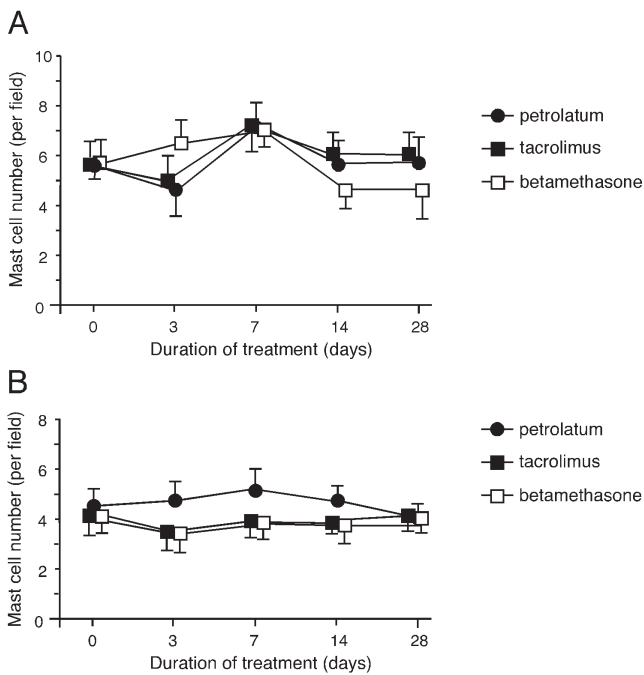 A
Mast cell number (per field)
10
8
6
4
2
0
0 3 7 14 28
Duration of treatment (days)
petrolatum
tacrolimus
betamethasone
B
Mast cell number (per field)
8
6
4
2
0
0 3 7 14 28
Duration of treatment (days)
petrolatum
tacrolimus
betamethasone